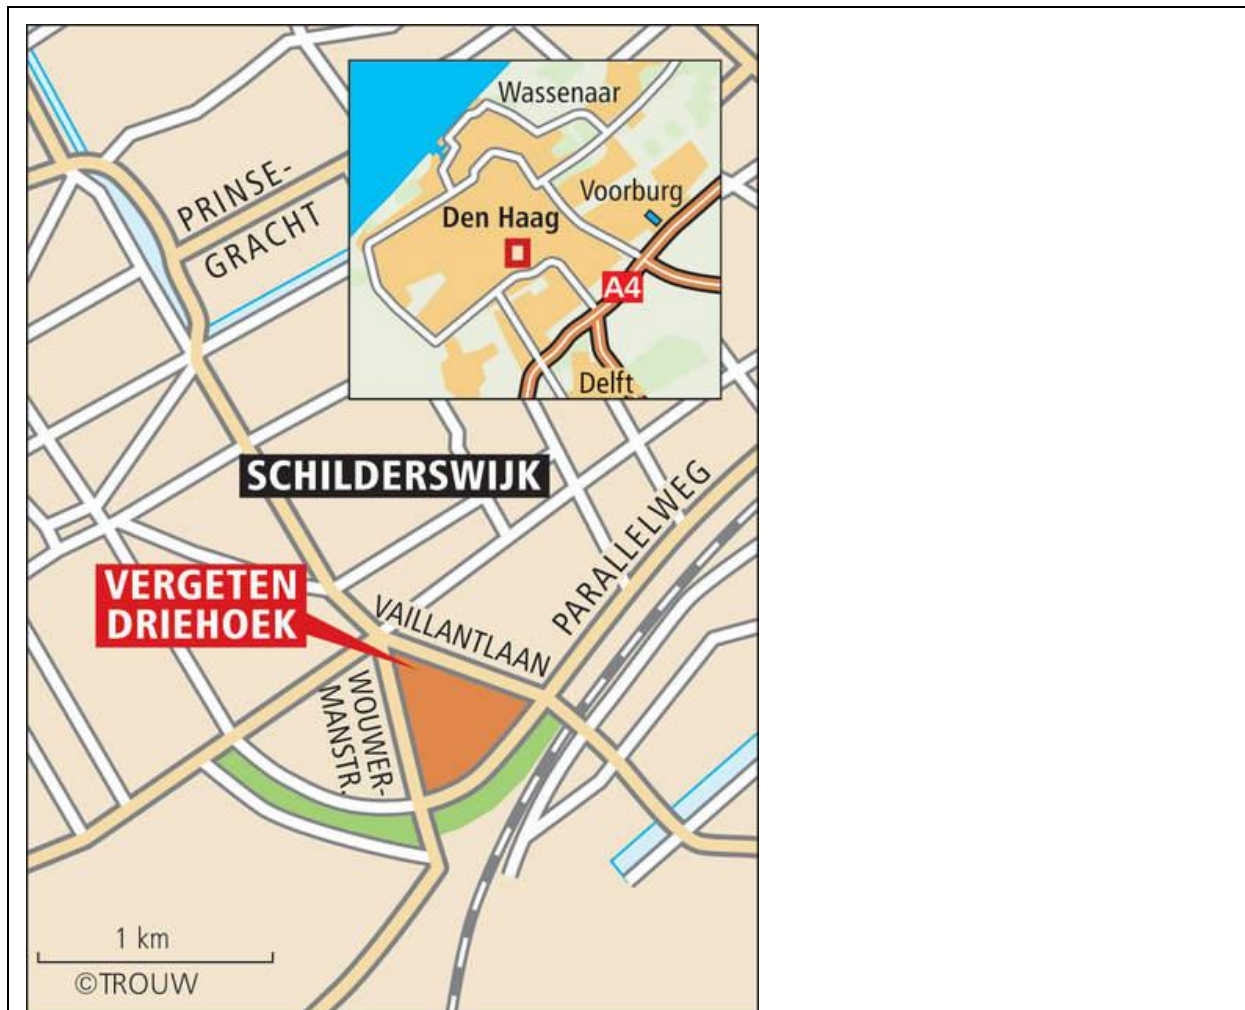 Wassenaar
PRINSE-
GRACHT
Voorburg
Den Haag
A4
Delft
SCHILDERSWIJK
PARALLELWEG
VERGETEN
DRIEHOEK
VAILLANTLAAN
WOUWER-
MANSTR.
1 km
©TROUW